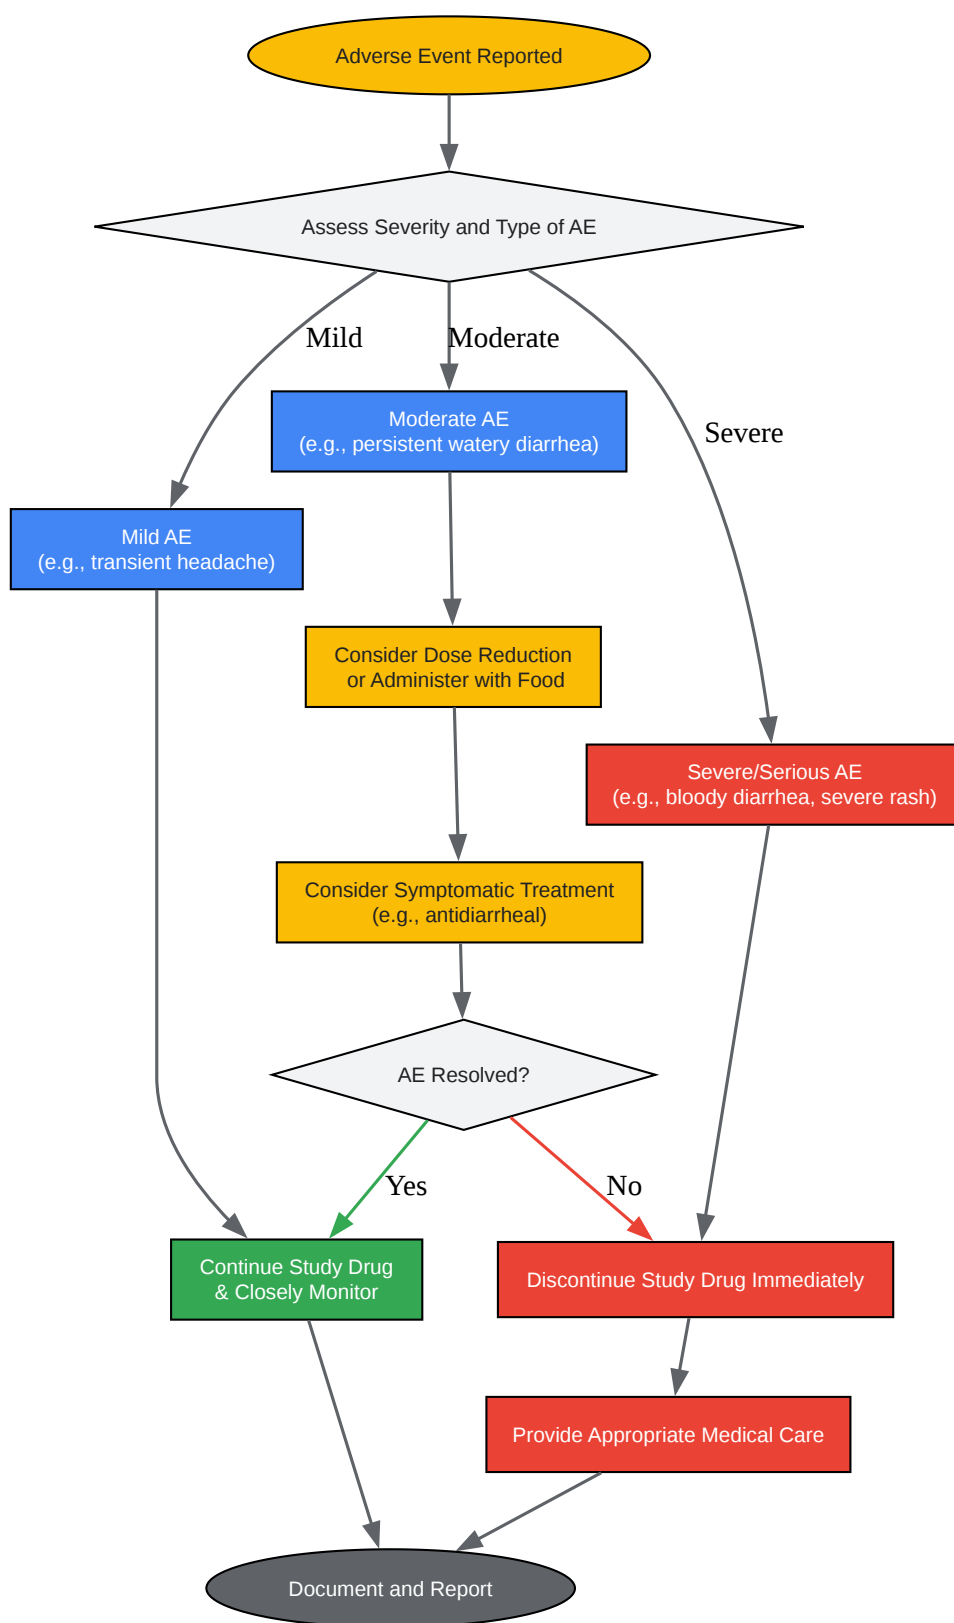 Adverse Event Reported
Assess Severity and Type of AE
Mild
Moderate
Severe
Moderate AE
(e.g., persistent watery diarrhea)
Mild AE
(e.g., transient headache)
Consider Dose Reduction
or Administer with Food
Severe/Serious AE
(e.g., bloody diarrhea, severe rash)
Consider Symptomatic Treatment
(e.g., antidiarrheal)
AE Resolved?
Yes
No
Continue Study Drug
& Closely Monitor
Discontinue Study Drug Immediately
Provide Appropriate Medical Care
Document and Report